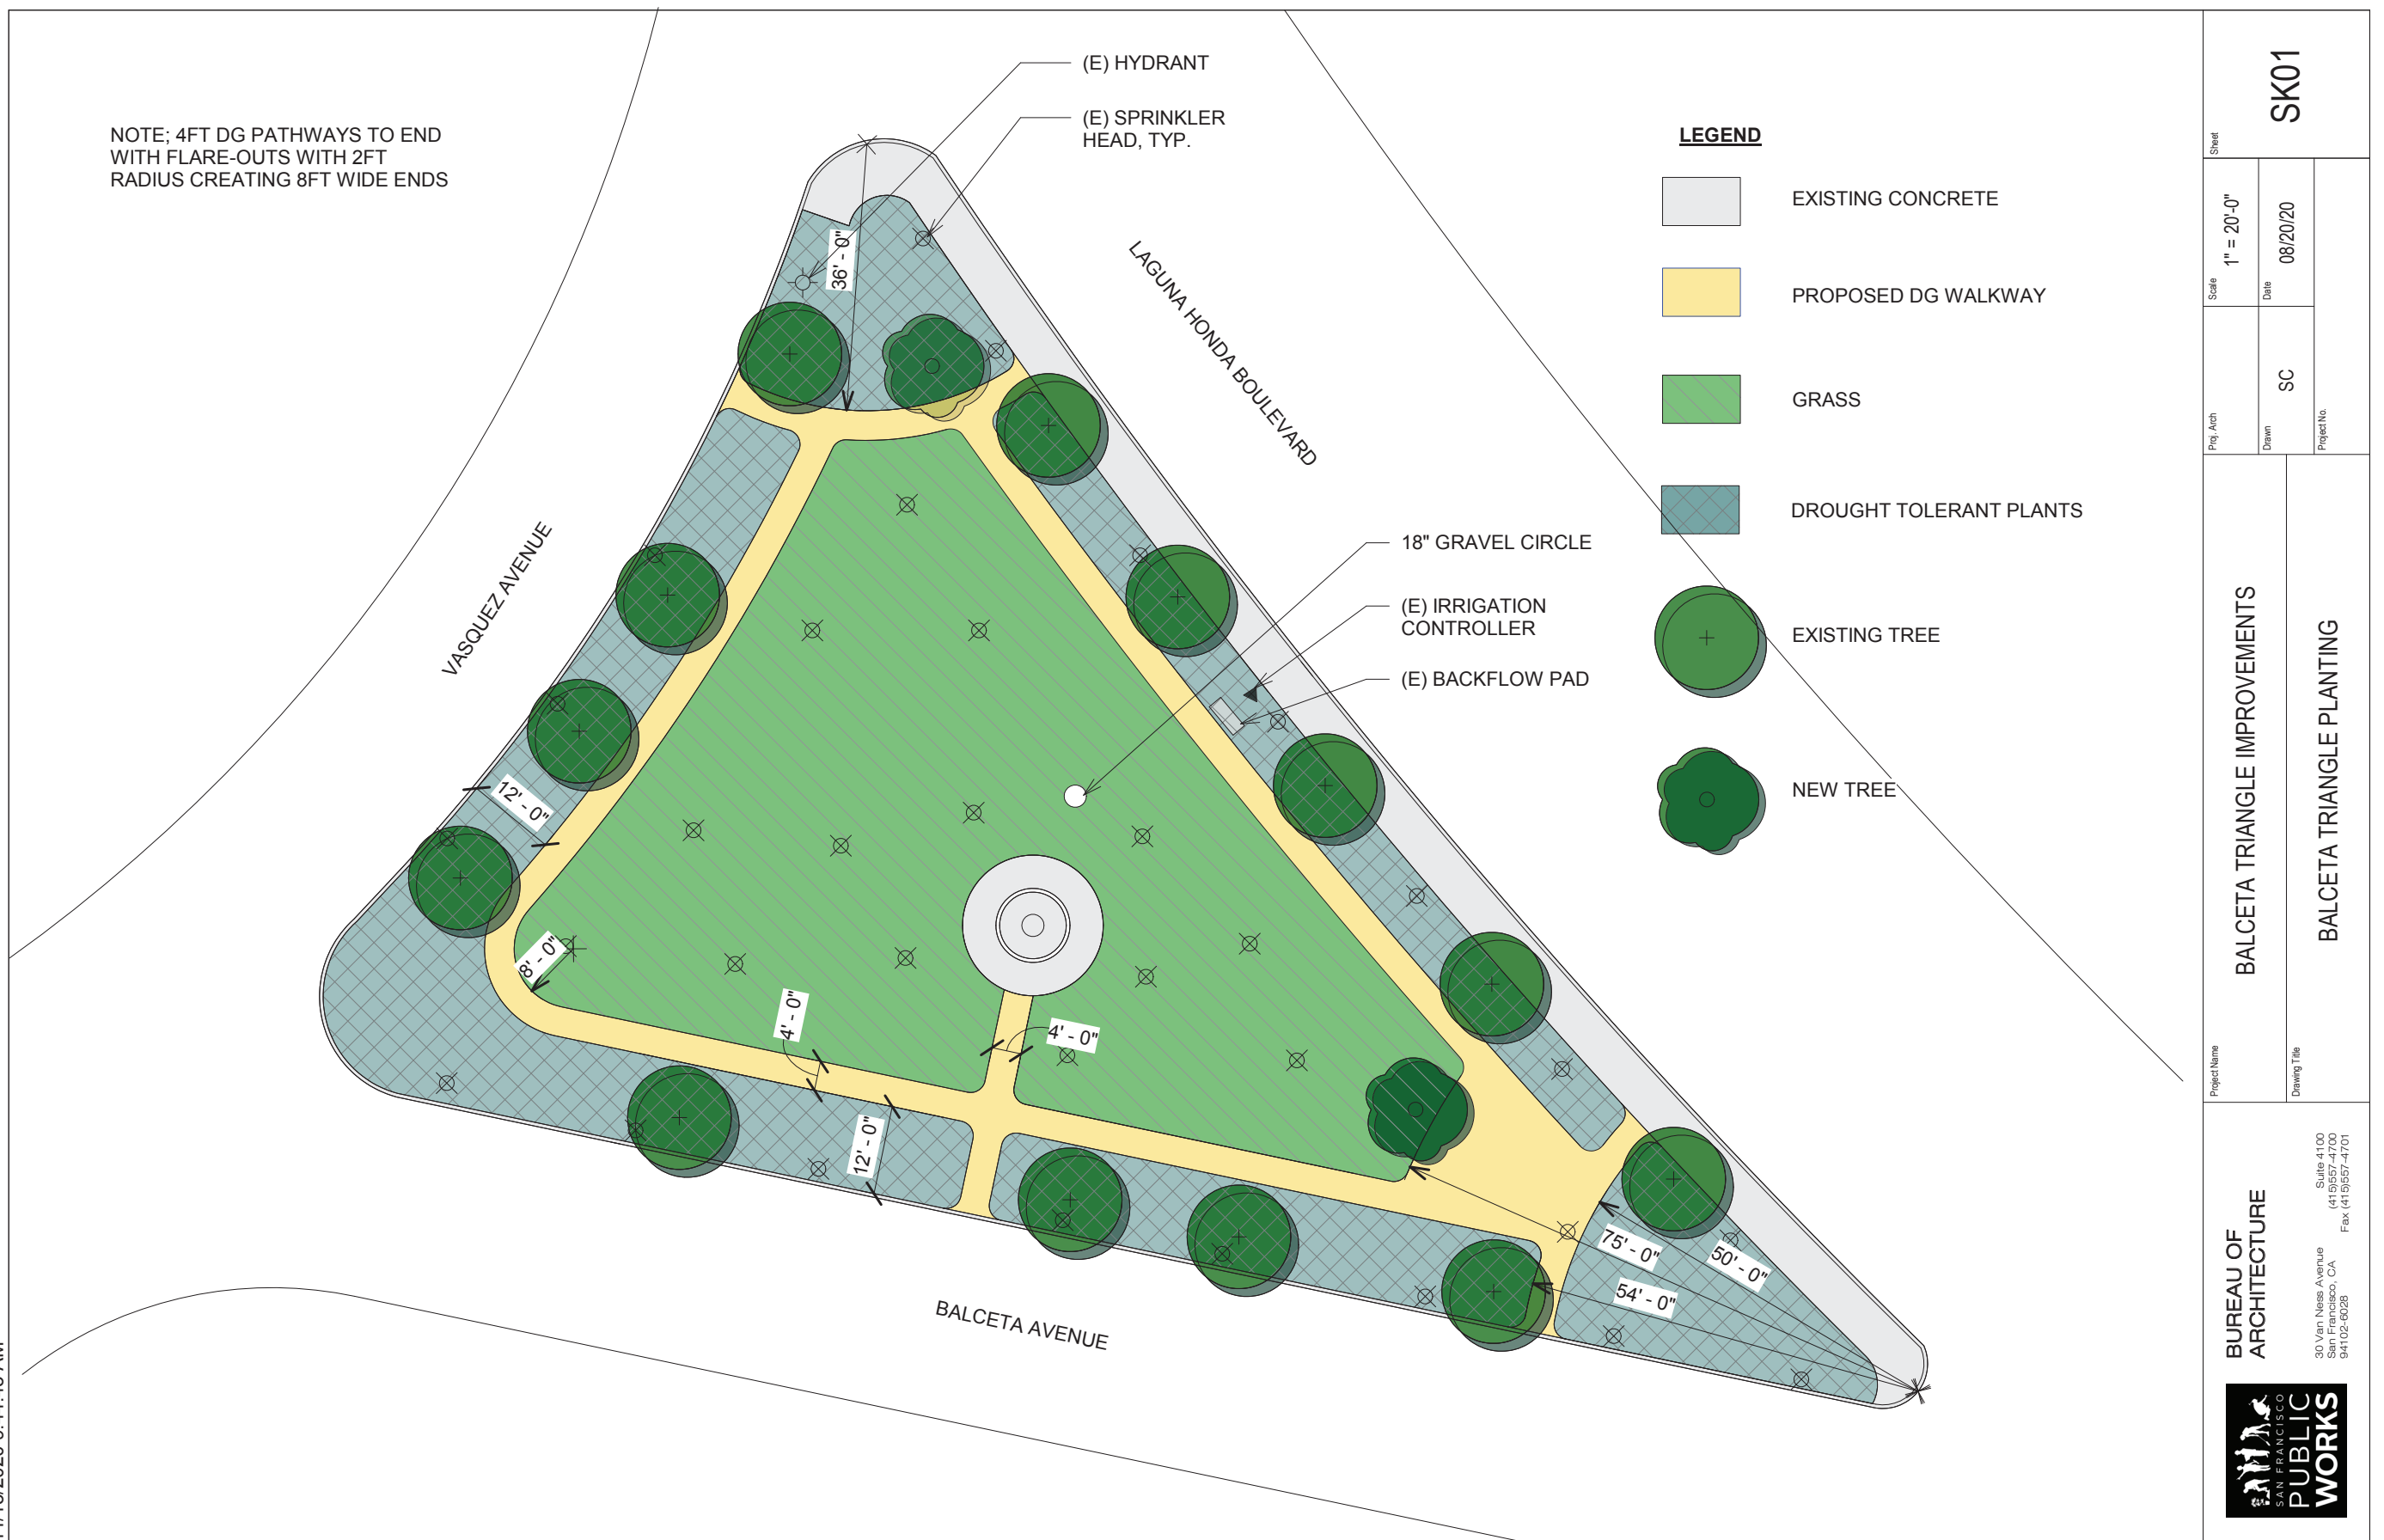 NOTE; 4FT DG PATHWAYS TO END
WITH FLARE-OUTS WITH 2FT
RADIUS CREATING 8FT WIDE ENDS
(E) HYDRANT
(E) SPRINKLER
HEAD, TYP.
36' - 0"
LAGUNA HONDA BOULEVARD
VASQUEZ AVENUE
18" GRAVEL CIRCLE
(E) IRRIGATION
CONTROLLER
(E) BACKFLOW PAD
12' - 0"
8' - 0"
4' - 0"
4' - 0"
12' - 0"
75' - 0"
50' - 0"
54' - 0"
BALCETA AVENUE
LEGEND
EXISTING CONCRETE
PROPOSED DG WALKWAY
GRASS
DROUGHT TOLERANT PLANTS
EXISTING TREE
NEW TREE
Sheet
SK01
Scale
1" = 20'-0"
Date
08/20/20
Proj. Arch
Drawn
SC
Project No.
Project Name
BALCETA TRIANGLE IMPROVEMENTS
Drawing Title
BALCETA TRIANGLE PLANTING
BUREAU OF
ARCHITECTURE
30 Van Ness Avenue Suite 4100
San Francisco, CA (415)557-4700
94102-6028 Fax (415)557-4701
SAN FRANCISCO
PUBLIC
WORKS